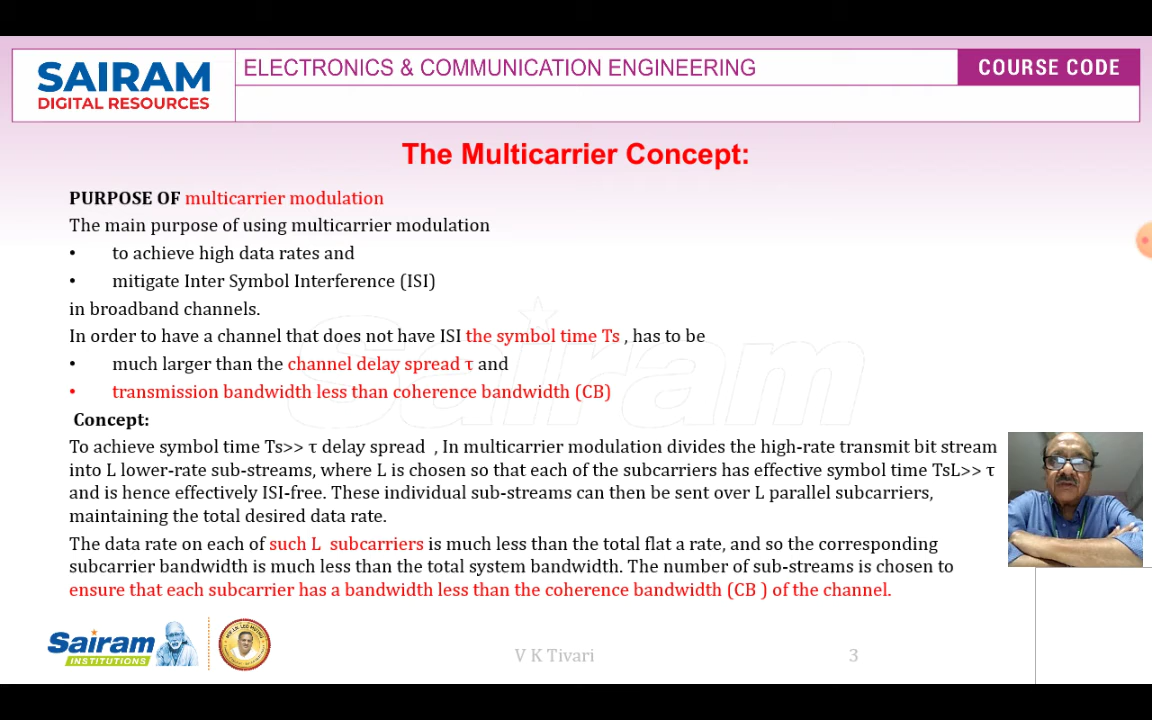 SAIRAM
DIGITAL RESOURCES
ELECTRONICS & COMMUNICATION ENGINEERING
COURSE CODE
The Multicarrier Concept:
PURPOSE OF multicarrier modulation
The main purpose of using multicarrier modulation
• to achieve high data rates and
• mitigate Inter Symbol Interference (ISI)
in broadband channels.
In order to have a channel that does not have ISI the symbol time Ts , has to be
• much larger than the channel delay spread τ and
• transmission bandwidth less than coherence bandwidth (CB)
Concept:
To achieve symbol time Ts>> τ delay spread , In multicarrier modulation divides the high-rate transmit bit stream
into L lower-rate sub-streams, where L is chosen so that each of the subcarriers has effective symbol time TsL>> τ
and is hence effectively ISI-free. These individual sub-streams can then be sent over L parallel subcarriers,
maintaining the total desired data rate.
The data rate on each of such L subcarriers is much less than the total flat a rate, and so the corresponding
subcarrier bandwidth is much less than the total system bandwidth. The number of sub-streams is chosen to
ensure that each subcarrier has a bandwidth less than the coherence bandwidth (CB ) of the channel.
Sairam
INSTITUTIONS
V K Tivari
3
Sairam